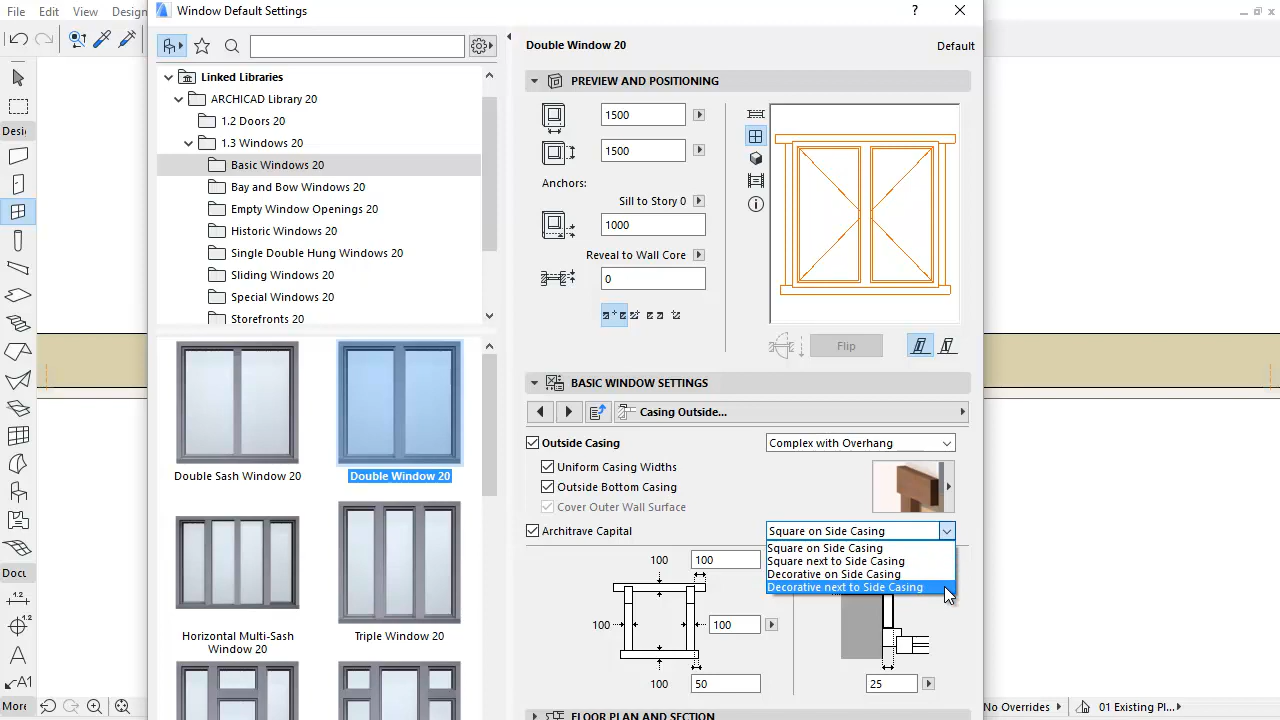 File Edit View Design
Window Default Settings
?
Double Window 20
Default
Linked Libraries
ARCHICAD Library 20
1.2 Doors 20
1.3 Windows 20
Basic Windows 20
Bay and Bow Windows 20
Empty Window Openings 20
Historic Windows 20
Single Double Hung Windows 20
Sliding Windows 20
Special Windows 20
Storefronts 20
PREVIEW AND POSITIONING
1500
1500
Anchors:
Sill to Story 0
1000
Reveal to Wall Core
0
Flip
Double Sash Window 20
Double Window 20
Horizontal Multi-Sash
Window 20
Triple Window 20
BASIC WINDOW SETTINGS
Casing Outside...
Outside Casing
Complex with Overhang
Uniform Casing Widths
Outside Bottom Casing
Cover Outer Wall Surface
Architrave Capital
Square on Side Casing
Square on Side Casing
Square next to Side Casing
Decorative on Side Casing
Decorative next to Side Casing
100
100
100
100
100
50
25
FLOOR PLAN AND SECTION
Desi
Docu
1.2
A
A1
More
No Overrides
01 Existing Pl...